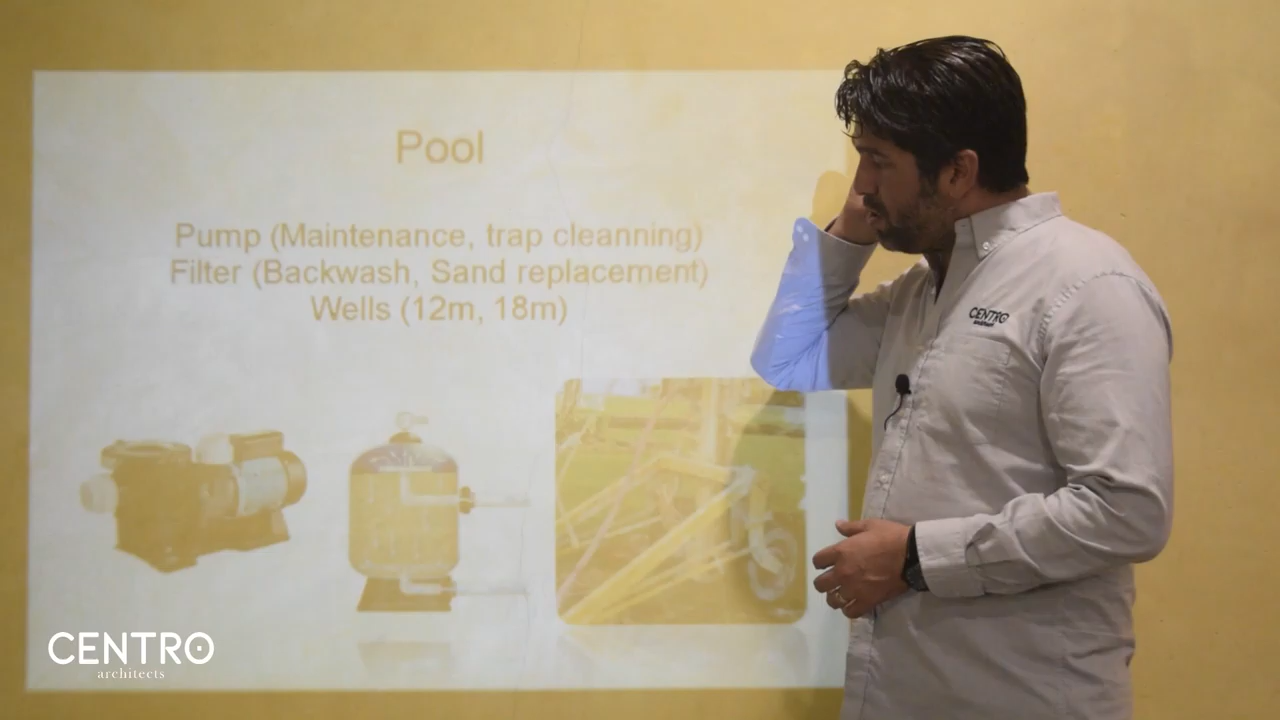 Pool
Pump (Maintenance, trap cleanning)
Filter (Backwash, Sand replacement)
Wells (12m, 18m)
CENTRO
CENTRO
architects